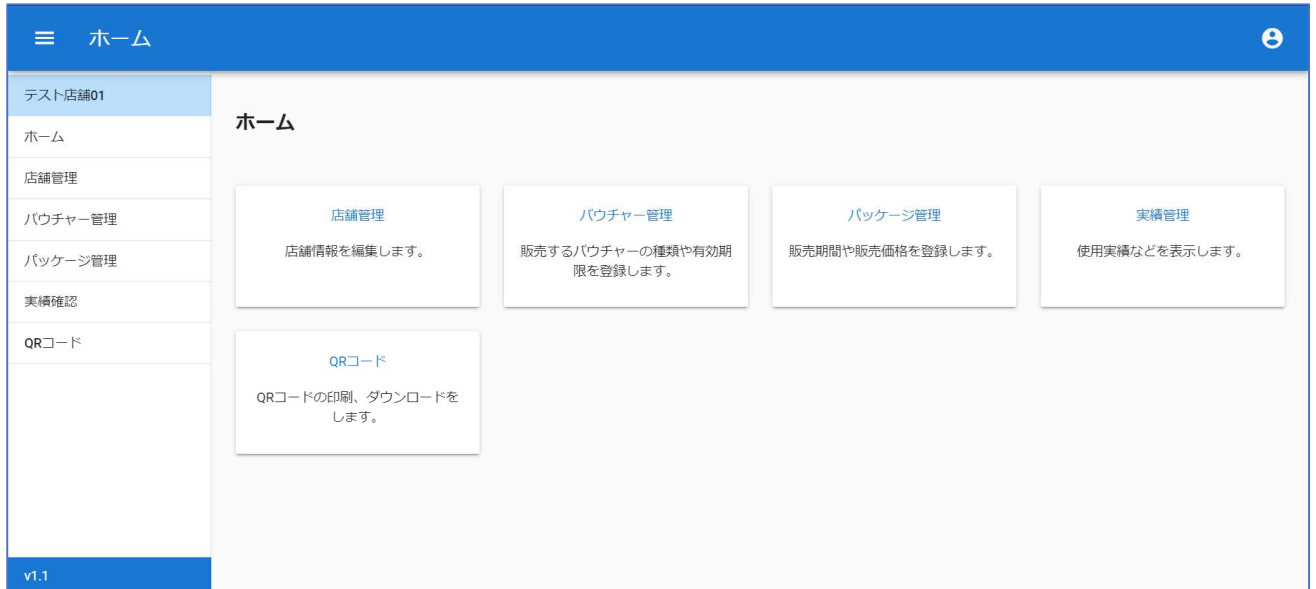 ホーム
テスト店舗01
ホーム
店舗管理
バウチャー管理
パッケージ管理
実績確認
QRコード
v1.1
ホーム
店舗管理
店舗情報を編集します。
バウチャー管理
販売するバウチャーの種類や有効期
限を登録します。
パッケージ管理
販売期間や販売価格を登録します。
実績管理
使用実績などを表示します。
QRコード
QRコードの印刷、ダウンロードを
します。